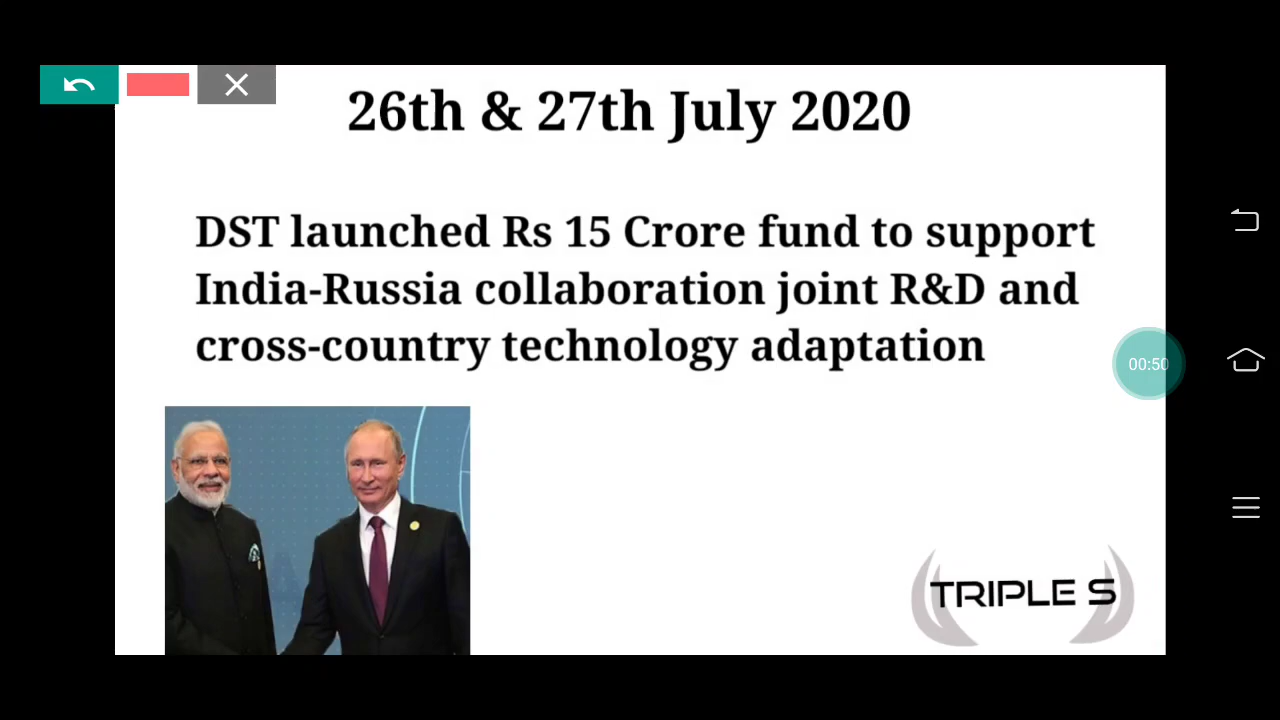 26th & 27th July 2020
DST launched Rs 15 Crore fund to support
India-Russia collaboration joint R&D and
cross-country technology adaptation
00:50
TRIPLE S